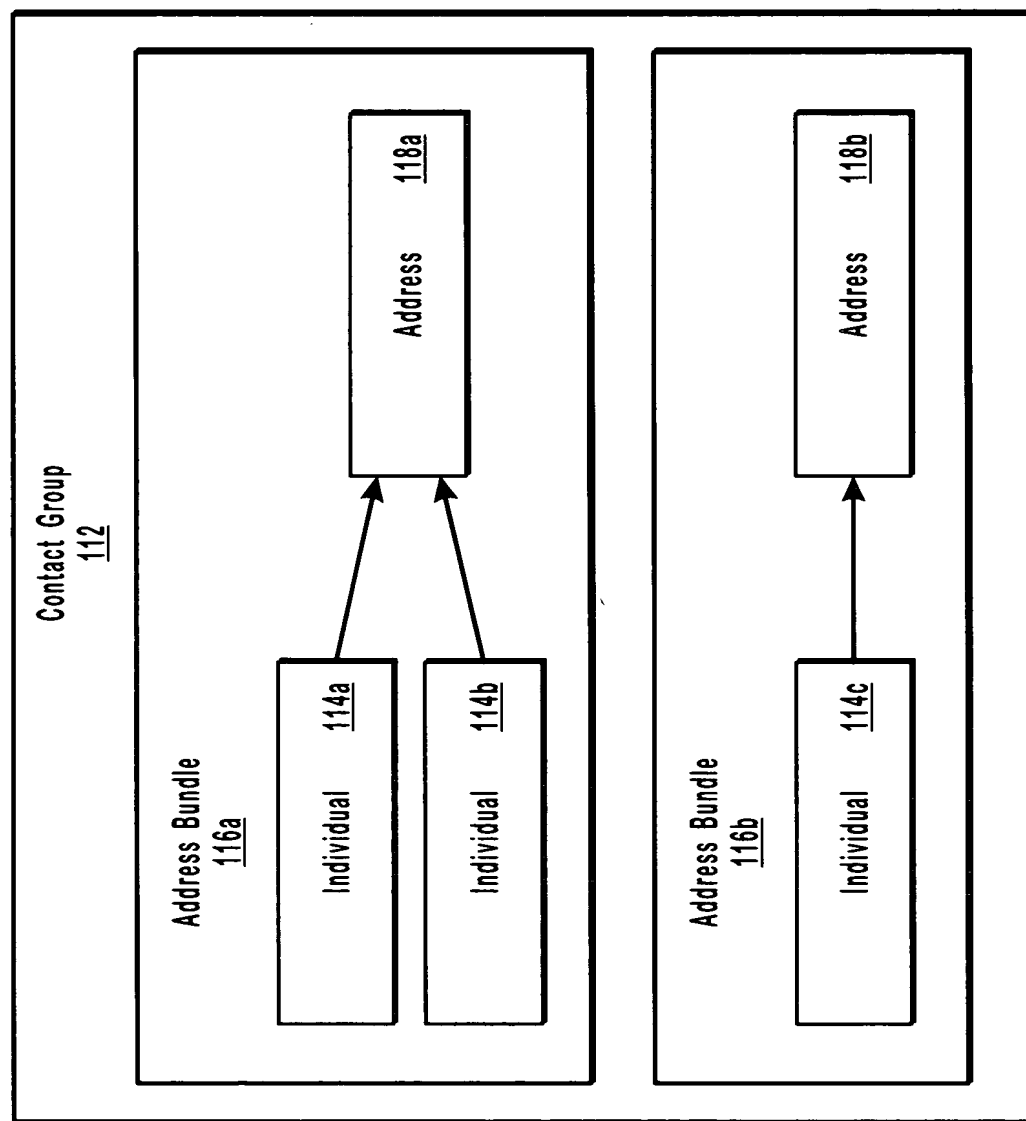 Contact Group
112
Address Bundle
116a
Individual
114a
Individual
114b
Address
118a
Address Bundle
116b
Individual
114c
Address
118b